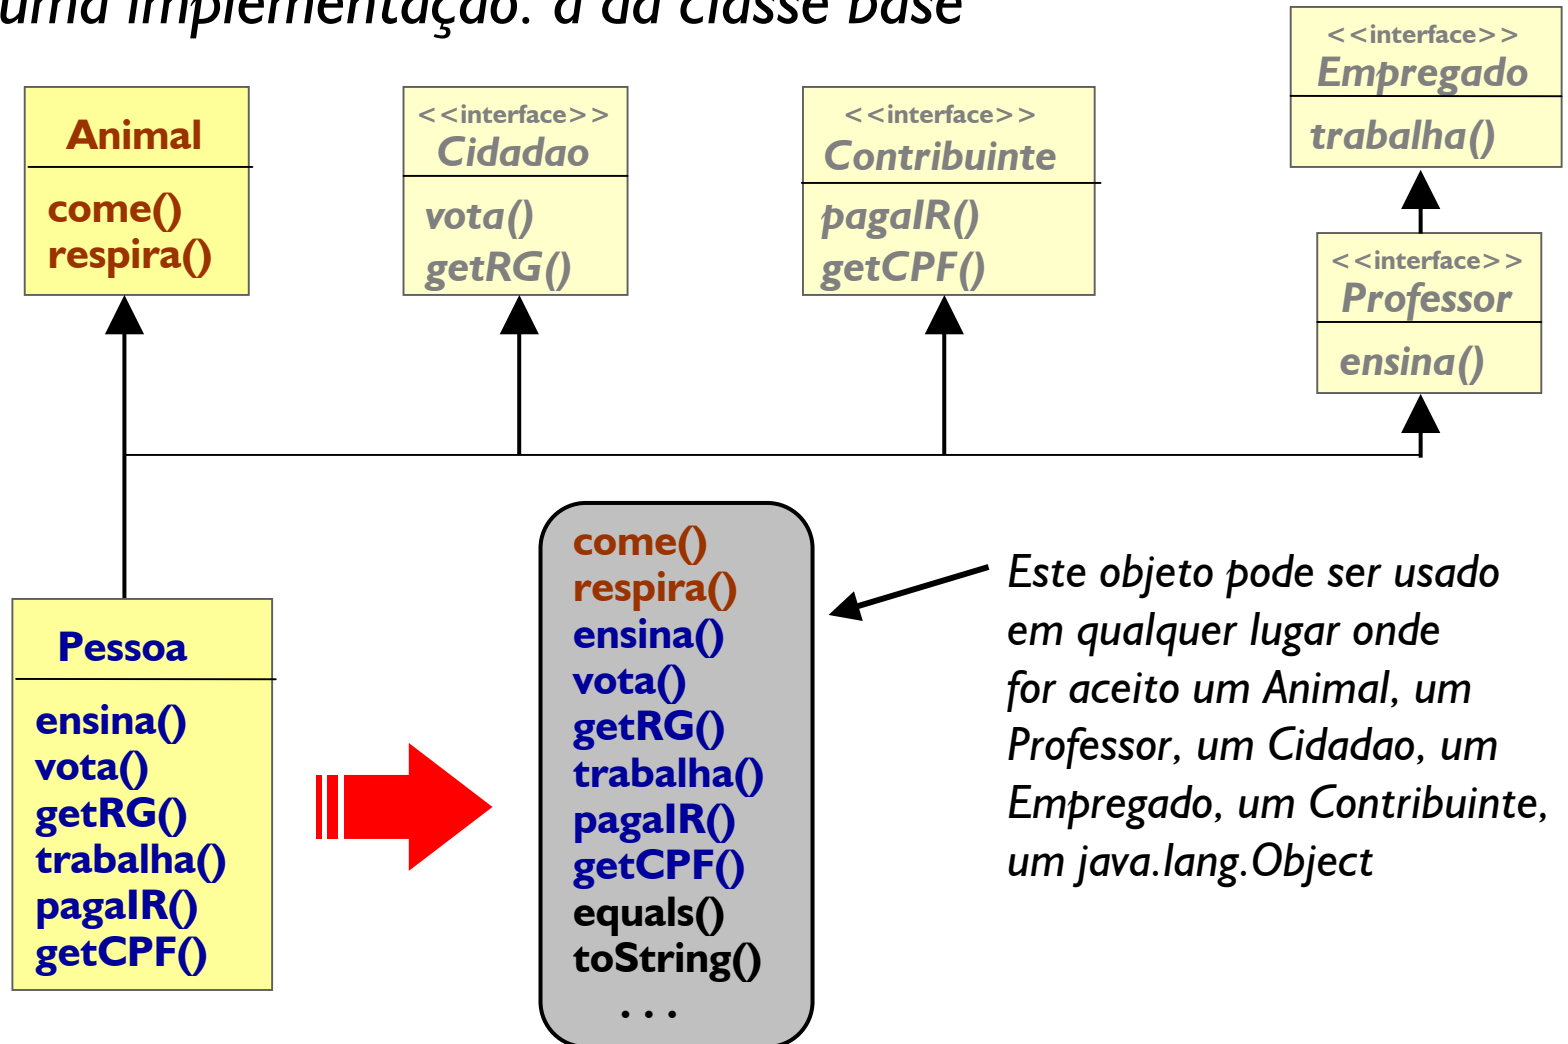 uma implementação: a da classe base
Animal
come()
respira()
<<interface>>
Cidadao
vota()
getRG()
<<interface>>
Contribuinte
pagaIR()
getCPF()
<<interface>>
Empregado
trabalha()
<<interface>>
Professor
ensina()
Pessoa
ensina()
vota()
getRG()
trabalha()
pagaIR()
getCPF()
come()
respira()
ensina()
vota()
getRG()
trabalha()
pagaIR()
getCPF()
equals()
toString()
. . .
Este objeto pode ser usado
em qualquer lugar onde
for aceito um Animal, um
Professor, um Cidadao, um
Empregado, um Contribuinte,
um java.lang.Object